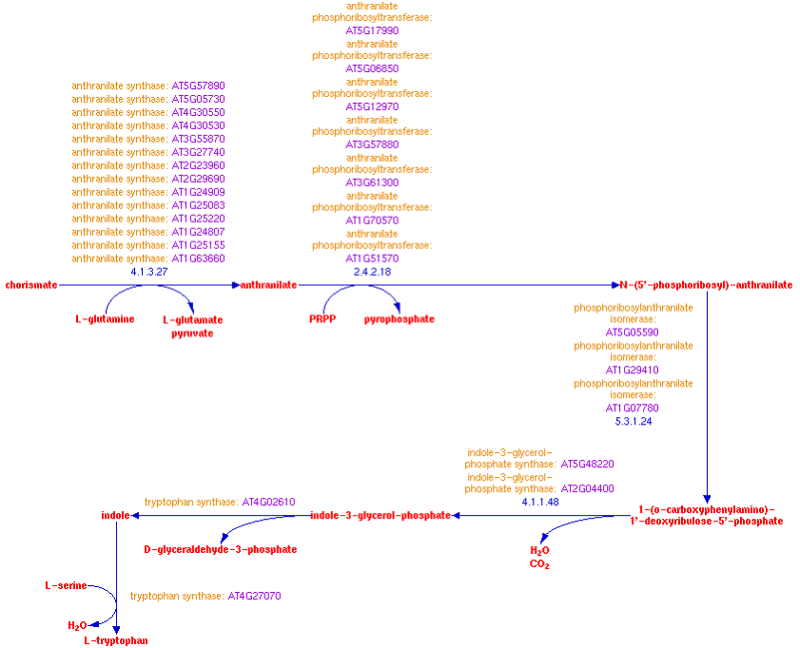 anthranilate
phosphoribosyltransferase:
AT5G17990
anthranilate
phosphoribosyltransferase:
AT5G06850
anthranilate
phosphoribosyltransferase:
AT5G12970
anthranilate
phosphoribosyltransferase:
AT3G57880
anthranilate
phosphoribosyltransferase:
AT3G61300
anthranilate
phosphoribosyltransferase:
AT1G70570
anthranilate
phosphoribosyltransferase:
AT1G51570
2.4.2.18
anthranilate synthase: AT5G57890
anthranilate synthase: AT5G05730
anthranilate synthase: AT4G30550
anthranilate synthase: AT4G30530
anthranilate synthase: AT3G55870
anthranilate synthase: AT3G27740
anthranilate synthase: AT2G23960
anthranilate synthase: AT2G29690
anthranilate synthase: AT1G24909
anthranilate synthase: AT1G25083
anthranilate synthase: AT1G25220
anthranilate synthase: AT1G24807
anthranilate synthase: AT1G25155
anthranilate synthase: AT1G63660
4.1.3.27
chorismate
anthranilate
N-(5'-phosphoribosyl)-anthranilate
L-glutamine
L-glutamate
pyruvate
PRPP
pyrophosphate
phosphoribosylanthranilate
isomerase:
AT5G05590
phosphoribosylanthranilate
isomerase:
AT1G29410
phosphoribosylanthranilate
isomerase:
AT1G07780
5.3.1.24
indole-3-glycerol-
phosphate synthase: AT5G48220
indole-3-glycerol-
phosphate synthase: AT2G04400
4.1.1.48
tryptophan synthase: AT4G02610
indole
indole-3-glycerol-phosphate
1-(o-carboxyphenylamino)-
1'-deoxyribulose-5'-phosphate
D-glyceraldehyde-3-phosphate
H2O
CO2
L-serine
tryptophan synthase: AT4G27070
H2O
L-tryptophan